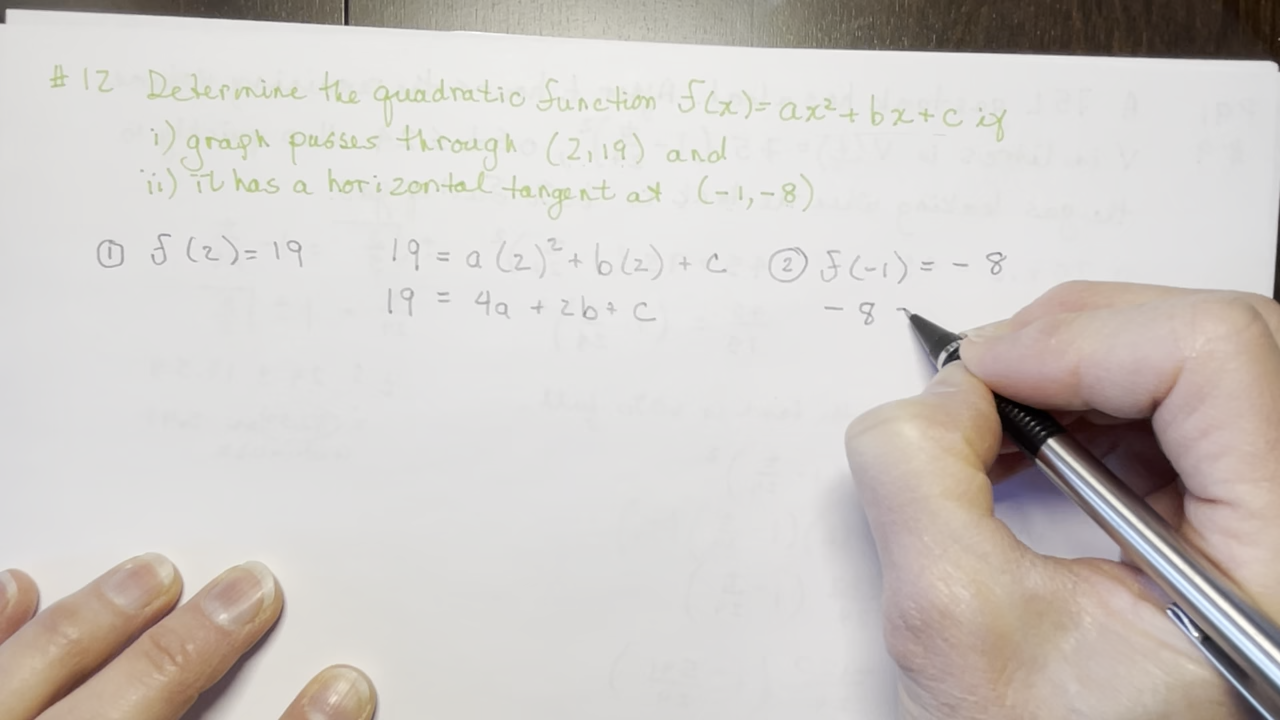 #12 Determine the quadratic function f(x)= ax²+bx+c if
i) graph passes through (2,19) and
ii) it has a horizontal tangent at (-1,-8)
① f(2)=19 19 = a(2)²+b(2)+c ② f(-1) = -8
19 = 4a + 2b + c -8